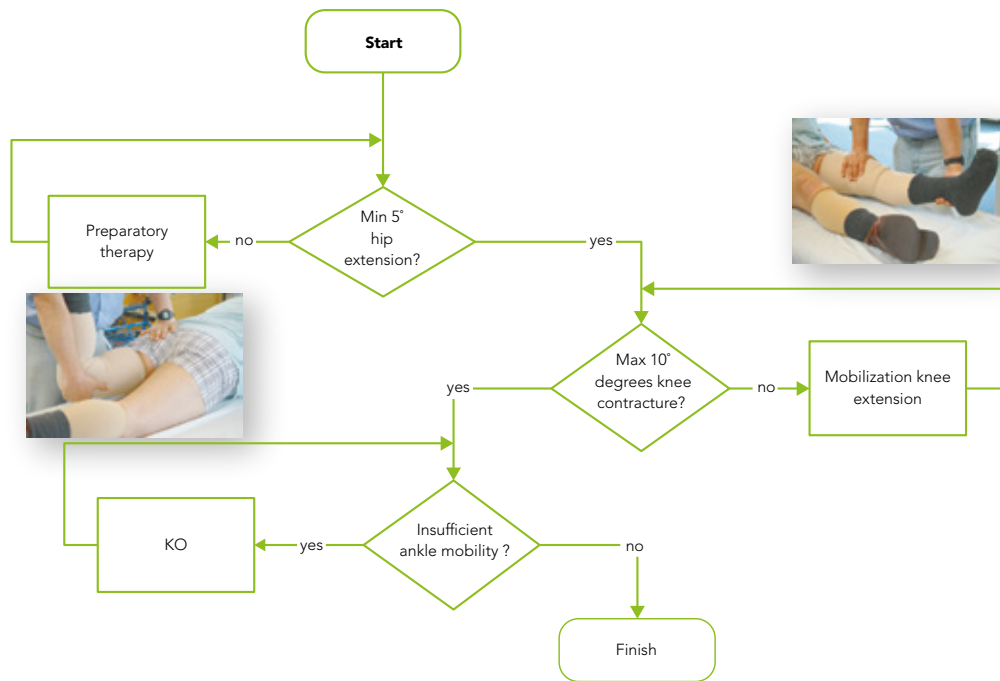 Start
Min 5°
hip
extension?
no
yes
Preparatory
therapy
Max 10°
degrees knee
contracture?
yes
no
Mobilization knee
extension
Insufficient
ankle mobility ?
yes
no
KO
Finish